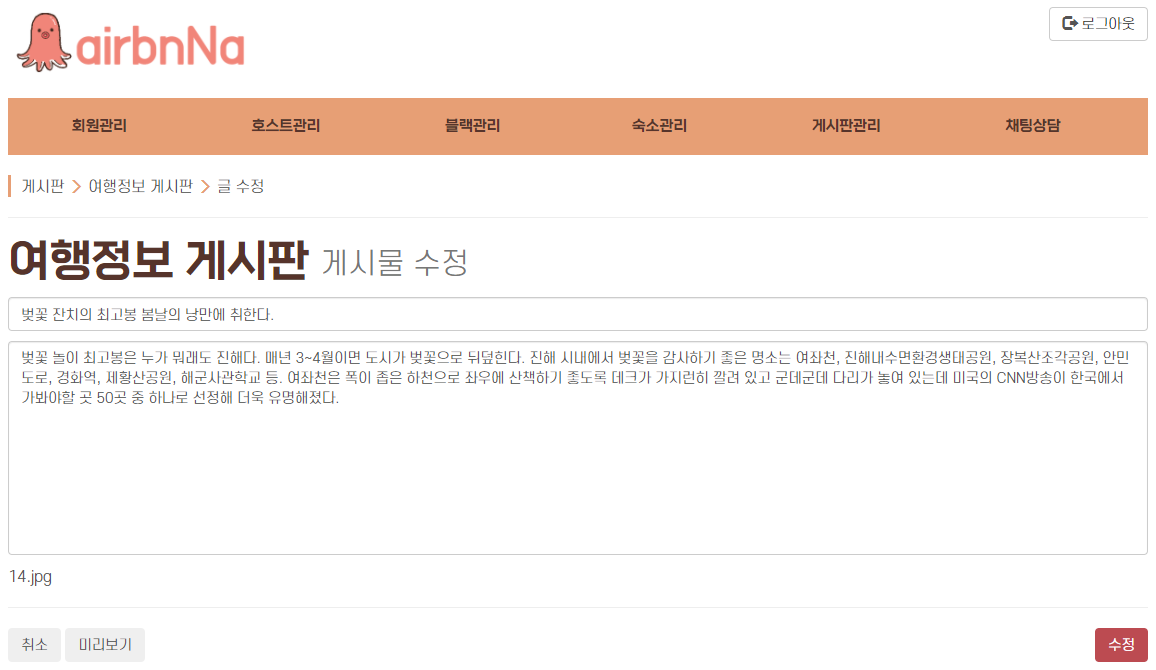 airbnNa
로그아웃
회원관리 호스트관리 블랙관리 숙소관리 게시판관리 채팅상담
게시판 > 여행정보 게시판 > 글 수정
여행정보 게시판 게시물 수정
벚꽃 잔치의 최고봉 봄날의 낭만에 취한다.
벚꽃 놀이 최고봉은 누가 뭐래도 진해다. 매년 3~4월이면 도시가 벚꽃으로 뒤덮힌다. 진해 시내에서 벚꽃을 감사하기 좋은 명소는 여좌천, 진해내수면환경생태공원, 장복산조각공원, 안민
도로, 경화역, 제황산공원, 해군사관학교 등. 여좌천은 폭이 좁은 하천으로 좌우에 산책하기 좋도록 데크가 가지런히 깔려 있고 군데군데 다리가 놓여 있는데 미국의 CNN방송이 한국에서
가봐야할 곳 50곳 중 하나로 선정해 더욱 유명해졌다.
14.jpg
취소 미리보기 수정